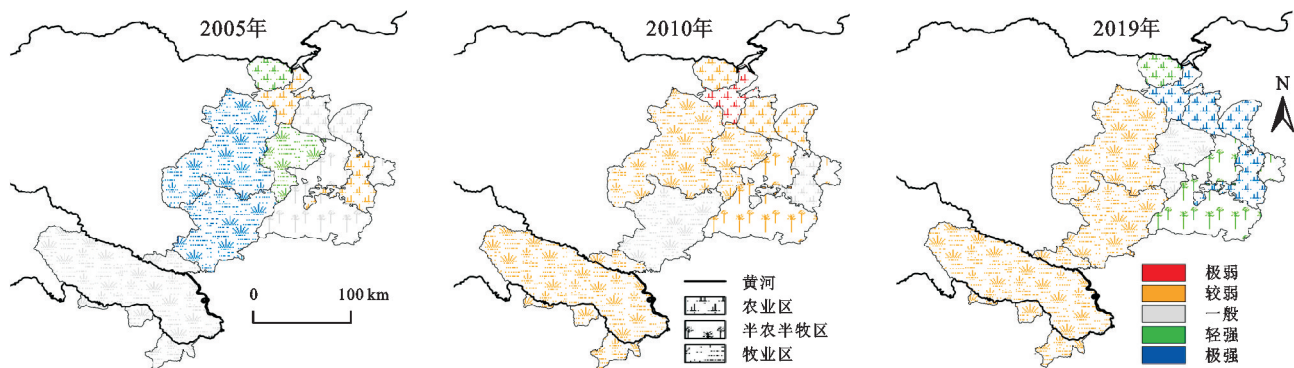 2005年
2010年
2019年
N
0 100 km
黄河
农业区
半农半牧区
牧业区
极弱
较弱
一般
轻强
极强